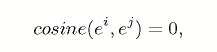 cosine(e^i, e^j) = 0,